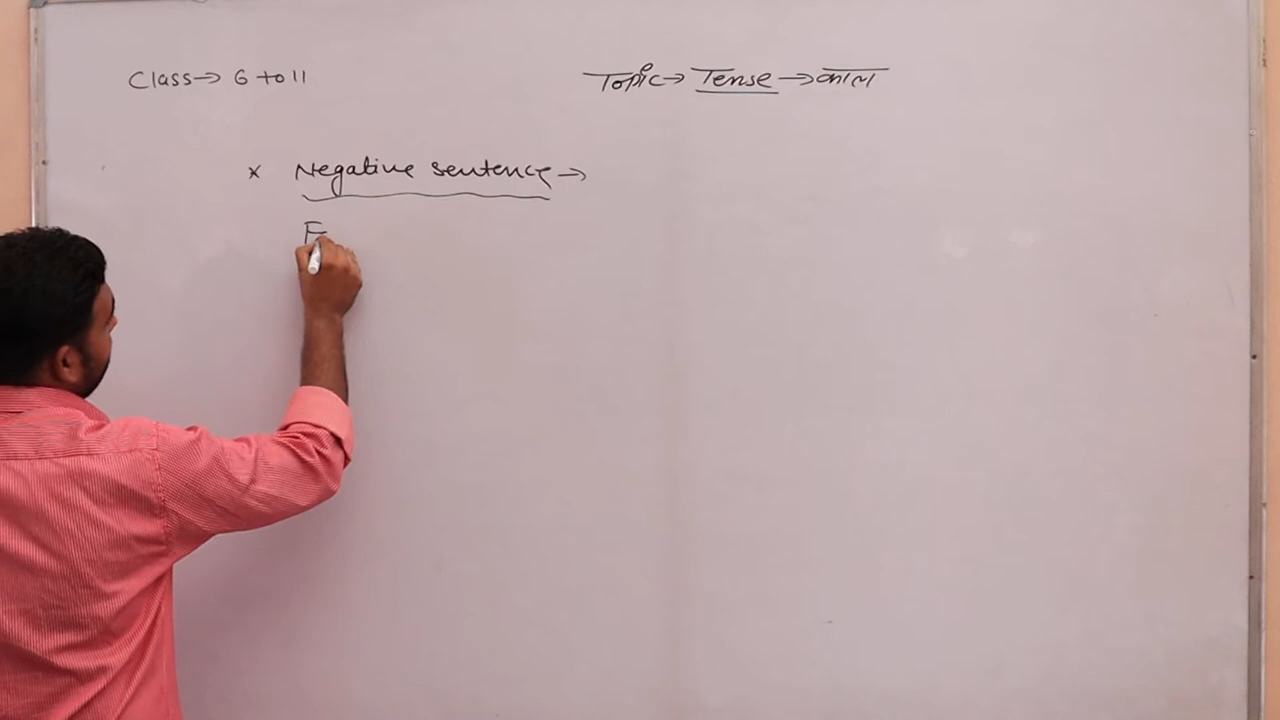 Class→ 6 to 11
Topic→ Tense →काल
× Negative sentence →
F